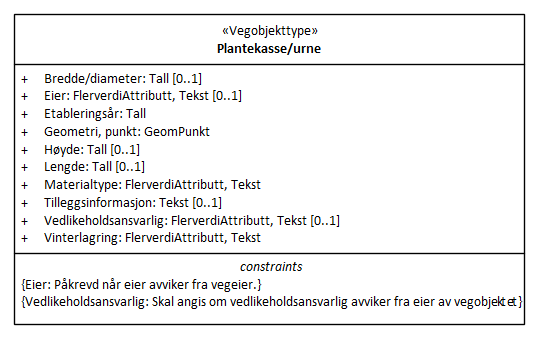 «Vegobjekttype»
Plantekasse/urne
+ Bredde/diameter: Tall [0..1]
+ Eier: FlerverdiAttributt, Tekst [0..1]
+ Etableringsår: Tall
+ Geometri, punkt: GeomPunkt
+ Høyde: Tall [0..1]
+ Lengde: Tall [0..1]
+ Materialtype: FlerverdiAttributt, Tekst
+ Tilleggsinformasjon: Tekst [0..1]
+ Vedlikeholdsansvarlig: FlerverdiAttributt, Tekst [0..1]
+ Vinterlagring: FlerverdiAttributt, Tekst
constraints
{Eier: Påkrevd når eier avviker fra vegeier.}
{Vedlikeholdsansvarlig: Skal angis om vedlikeholdsansvarlig avviker fra eier av vegobjektet}